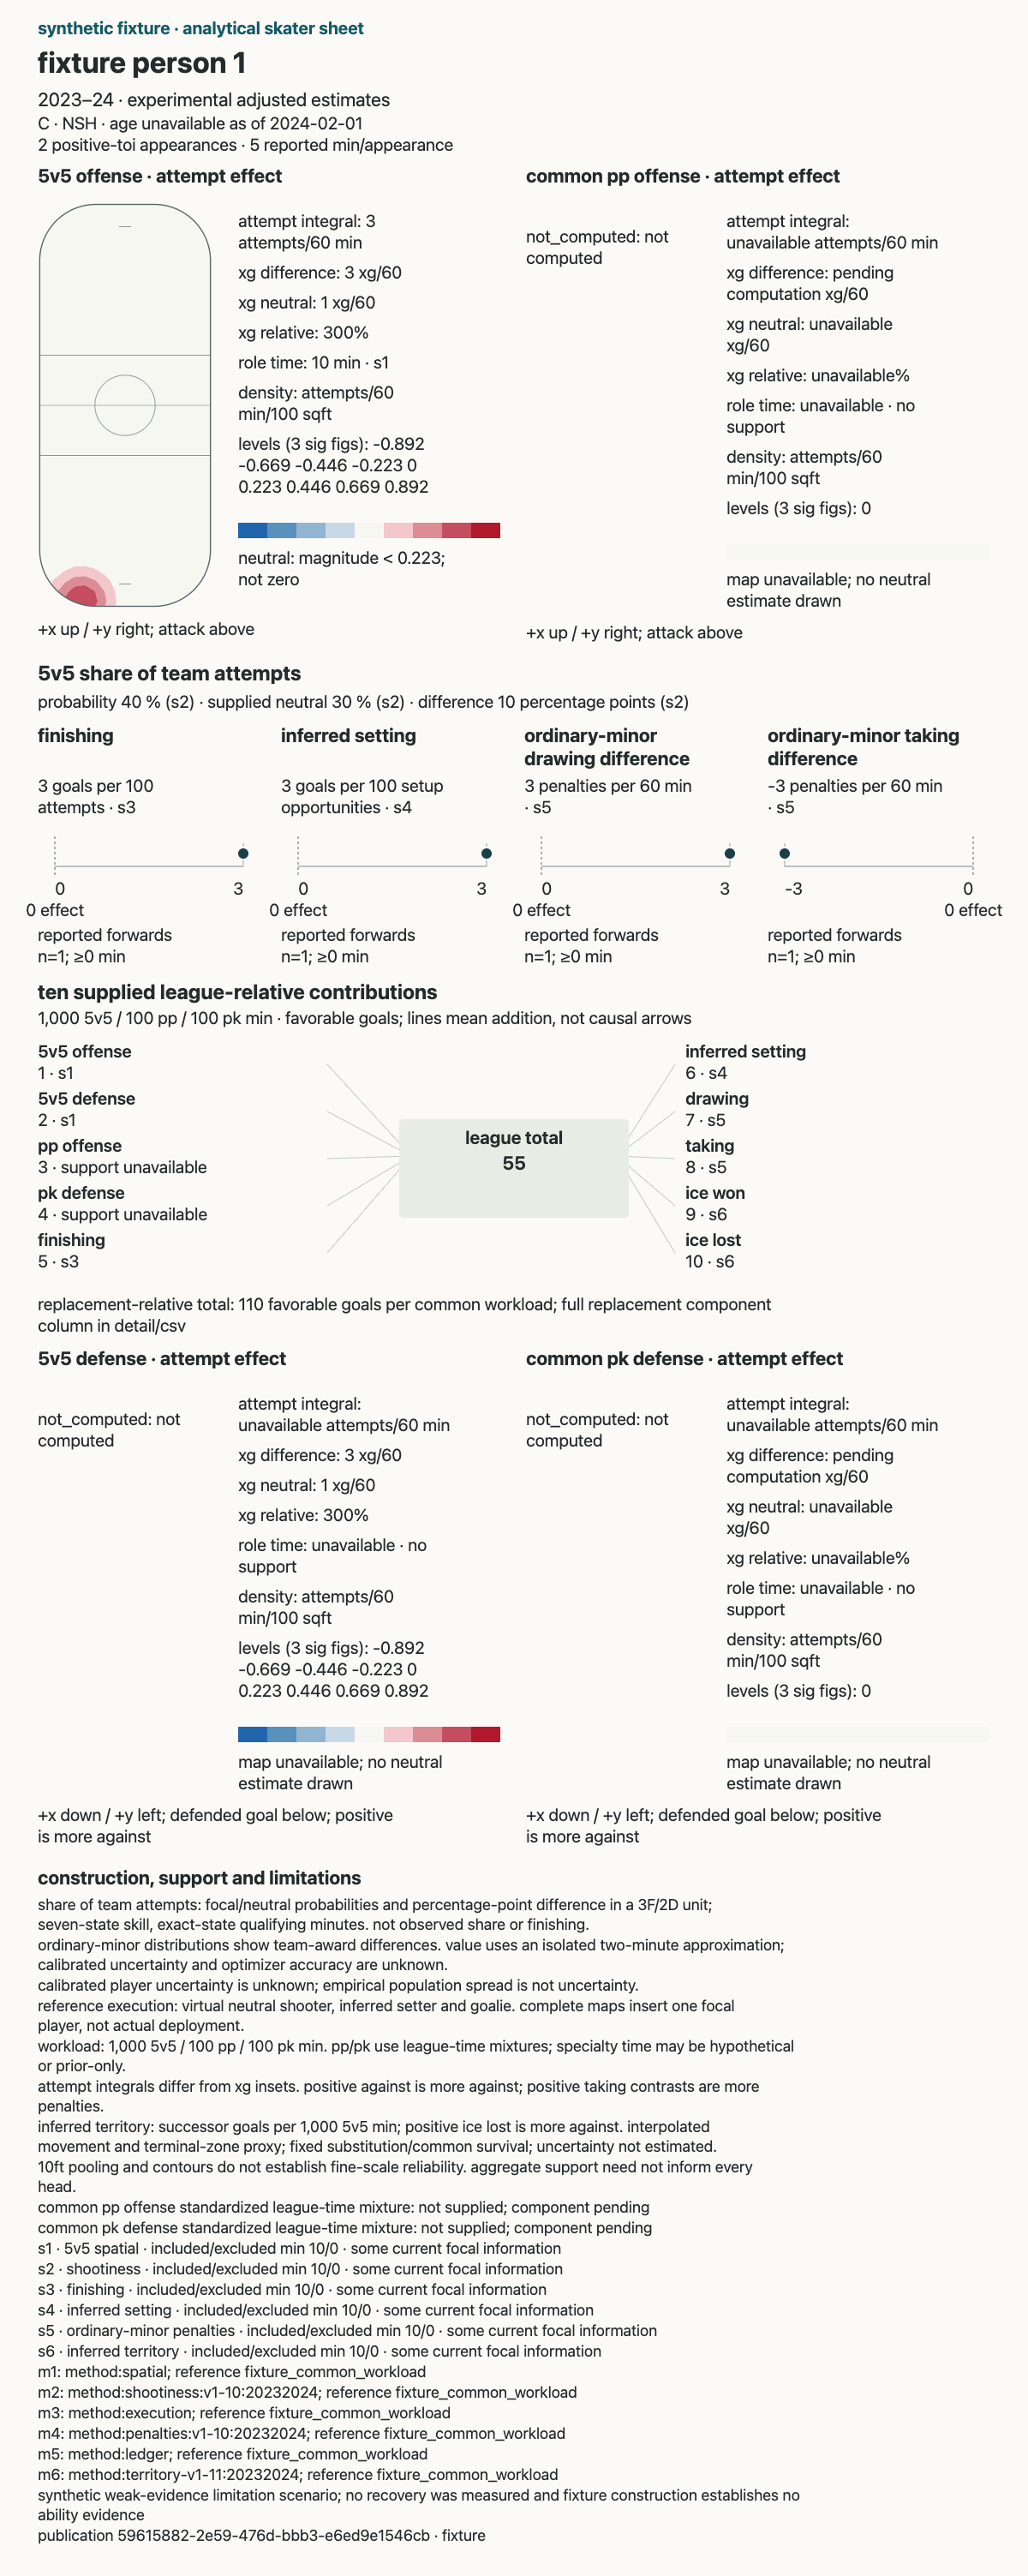 synthetic fixture · analytical skater sheet
fixture person 1
2023–24 · experimental adjusted estimates
C · NSH · age unavailable as of 2024-02-01
2 positive-toi appearances · 5 reported min/appearance
5v5 offense · attempt effect
attempt integral: 3
attempts/60 min
xg difference: 3 xg/60
xg neutral: 1 xg/60
xg relative: 300%
role time: 10 min · s1
density: attempts/60
min/100 sqft
levels (3 sig figs): -0.892
-0.669 -0.446 -0.223 0
0.223 0.446 0.669 0.892
neutral: magnitude < 0.223;
not zero
+x up / +y right; attack above
common pp offense · attempt effect
not_computed: not
computed
attempt integral:
unavailable attempts/60 min
xg difference: pending
computation xg/60
xg neutral: unavailable
xg/60
xg relative: unavailable%
role time: unavailable · no
support
density: attempts/60
min/100 sqft
levels (3 sig figs): 0
map unavailable; no neutral
estimate drawn
+x up / +y right; attack above
5v5 share of team attempts
probability 40 % (s2) · supplied neutral 30 % (s2) · difference 10 percentage points (s2)
finishing
3 goals per 100
attempts · s3
0 3
0 effect
reported forwards
n=1; ≥0 min
inferred setting
3 goals per 100 setup
opportunities · s4
0 3
0 effect
reported forwards
n=1; ≥0 min
ordinary-minor
drawing difference
3 penalties per 60 min
· s5
0 3
0 effect
reported forwards
n=1; ≥0 min
ordinary-minor taking
difference
-3 penalties per 60 min
· s5
-3 0
0 effect
reported forwards
n=1; ≥0 min
ten supplied league-relative contributions
1,000 5v5 / 100 pp / 100 pk min · favorable goals; lines mean addition, not causal arrows
5v5 offense
1 · s1
5v5 defense
2 · s1
pp offense
3 · support unavailable
pk defense
4 · support unavailable
finishing
5 · s3
league total
55
inferred setting
6 · s4
drawing
7 · s5
taking
8 · s5
ice won
9 · s6
ice lost
10 · s6
replacement-relative total: 110 favorable goals per common workload; full replacement component
column in detail/csv
5v5 defense · attempt effect
not_computed: not
computed
attempt integral:
unavailable attempts/60 min
xg difference: 3 xg/60
xg neutral: 1 xg/60
xg relative: 300%
role time: unavailable · no
support
density: attempts/60
min/100 sqft
levels (3 sig figs): -0.892
-0.669 -0.446 -0.223 0
0.223 0.446 0.669 0.892
map unavailable; no neutral
estimate drawn
+x down / +y left; defended goal below; positive
is more against
common pk defense · attempt effect
not_computed: not
computed
attempt integral:
unavailable attempts/60 min
xg difference: pending
computation xg/60
xg neutral: unavailable
xg/60
xg relative: unavailable%
role time: unavailable · no
support
density: attempts/60
min/100 sqft
levels (3 sig figs): 0
map unavailable; no neutral
estimate drawn
+x down / +y left; defended goal below; positive
is more against
construction, support and limitations
share of team attempts: focal/neutral probabilities and percentage-point difference in a 3F/2D unit;
seven-state skill, exact-state qualifying minutes. not observed share or finishing.
ordinary-minor distributions show team-award differences. value uses an isolated two-minute approximation;
calibrated uncertainty and optimizer accuracy are unknown.
calibrated player uncertainty is unknown; empirical population spread is not uncertainty.
reference execution: virtual neutral shooter, inferred setter and goalie. complete maps insert one focal
player, not actual deployment.
workload: 1,000 5v5 / 100 pp / 100 pk min. pp/pk use league-time mixtures; specialty time may be hypothetical
or prior-only.
attempt integrals differ from xg insets. positive against is more against; positive taking contrasts are more
penalties.
inferred territory: successor goals per 1,000 5v5 min; positive ice lost is more against. interpolated
movement and terminal-zone proxy; fixed substitution/common survival; uncertainty not estimated.
10ft pooling and contours do not establish fine-scale reliability. aggregate support need not inform every
head.
common pp offense standardized league-time mixture: not supplied; component pending
common pk defense standardized league-time mixture: not supplied; component pending
s1 · 5v5 spatial · included/excluded min 10/0 · some current focal information
s2 · shootiness · included/excluded min 10/0 · some current focal information
s3 · finishing · included/excluded min 10/0 · some current focal information
s4 · inferred setting · included/excluded min 10/0 · some current focal information
s5 · ordinary-minor penalties · included/excluded min 10/0 · some current focal information
s6 · inferred territory · included/excluded min 10/0 · some current focal information
m1: method:spatial; reference fixture_common_workload
m2: method:shootiness:v1-10:20232024; reference fixture_common_workload
m3: method:execution; reference fixture_common_workload
m4: method:penalties:v1-10:20232024; reference fixture_common_workload
m5: method:ledger; reference fixture_common_workload
m6: method:territory-v1-11:20232024; reference fixture_common_workload
synthetic weak-evidence limitation scenario; no recovery was measured and fixture construction establishes no
ability evidence
publication 59615882-2e59-476d-bbb3-e6ed9e1546cb · fixture